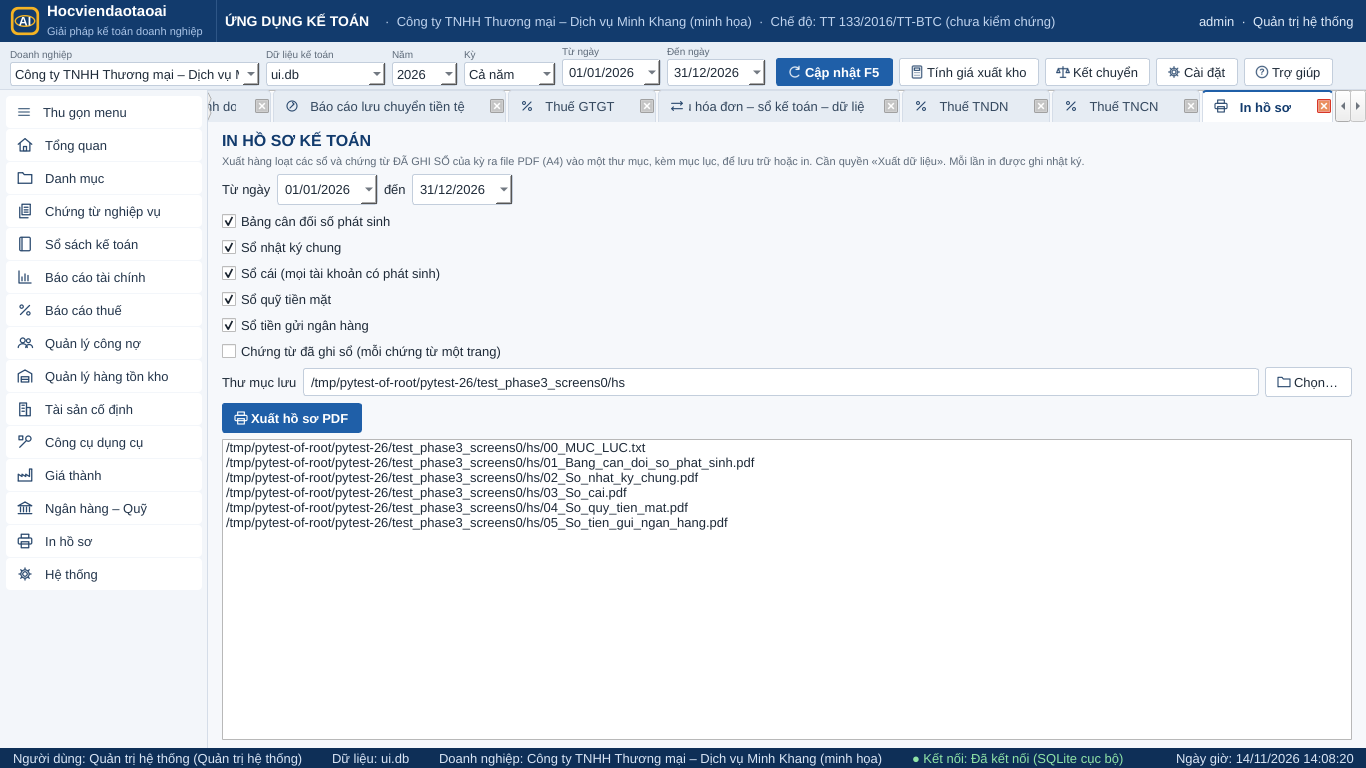 AI
Hocviendaotaoai
Giải pháp kế toán doanh nghiệp
ỨNG DỤNG KẾ TOÁN · Công ty TNHH Thương mại – Dịch vụ Minh Khang (minh họa) · Chế độ: TT 133/2016/TT-BTC (chưa kiểm chứng)
admin · Quản trị hệ thống
Doanh nghiệp Dữ liệu kế toán Năm Kỳ Từ ngày Đến ngày
Công ty TNHH Thương mại – Dịch vụ ui.db 2026 Cả năm 01/01/2026 31/12/2026 Cập nhật F5 Tính giá xuất kho Kết chuyển Cài đặt Trợ giúp
Báo cáo lưu chuyển tiền tệ Thuế GTGT hóa đơn – sổ kế toán – dữ liệ Thuế TNDN Thuế TNCN In hồ sơ
Thu gọn menu
Tổng quan
Danh mục
Chứng từ nghiệp vụ
Sổ sách kế toán
Báo cáo tài chính
Báo cáo thuế
Quản lý công nợ
Quản lý hàng tồn kho
Tài sản cố định
Công cụ dụng cụ
Giá thành
Ngân hàng – Quỹ
In hồ sơ
Hệ thống
IN HỒ SƠ KẾ TOÁN
Xuất hàng loạt các sổ và chứng từ ĐÃ GHI SỔ của kỳ ra file PDF (A4) vào một thư mục, kèm mục lục, để lưu trữ hoặc in. Cần quyền «Xuất dữ liệu». Mỗi lần in được ghi nhật ký.
Từ ngày 01/01/2026 đến 31/12/2026
Bảng cân đối số phát sinh
Sổ nhật ký chung
Sổ cái (mọi tài khoản có phát sinh)
Sổ quỹ tiền mặt
Sổ tiền gửi ngân hàng
Chứng từ đã ghi sổ (mỗi chứng từ một trang)
Thư mục lưu /tmp/pytest-of-root/pytest-26/test_phase3_screens0/hs Chọn…
Xuất hồ sơ PDF
/tmp/pytest-of-root/pytest-26/test_phase3_screens0/hs/00_MUC_LUC.txt
/tmp/pytest-of-root/pytest-26/test_phase3_screens0/hs/01_Bang_can_doi_so_phat_sinh.pdf
/tmp/pytest-of-root/pytest-26/test_phase3_screens0/hs/02_So_nhat_ky_chung.pdf
/tmp/pytest-of-root/pytest-26/test_phase3_screens0/hs/03_So_cai.pdf
/tmp/pytest-of-root/pytest-26/test_phase3_screens0/hs/04_So_quy_tien_mat.pdf
/tmp/pytest-of-root/pytest-26/test_phase3_screens0/hs/05_So_tien_gui_ngan_hang.pdf
Người dùng: Quản trị hệ thống (Quản trị hệ thống) Dữ liệu: ui.db Doanh nghiệp: Công ty TNHH Thương mại – Dịch vụ Minh Khang (minh họa) ● Kết nối: Đã kết nối (SQLite cục bộ) Ngày giờ: 14/11/2026 14:08:20